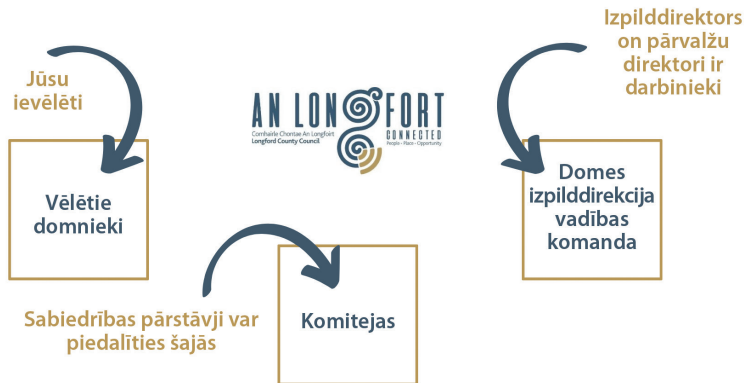 Jūsu
ievēlēti
Vēlētie
domnieki
AN LONGFORT
CONNECTED
Comhairle Chontae An Longfoirt
Longford County Council
People - Place - Opportunity
Sabiedrības pārstāvji var
piedalīties šajās
Komitejas
Izpilddirektors
on pārvalžu
direktori ir
darbinieki
Domes
izpilddirekcija
vadības
komanda